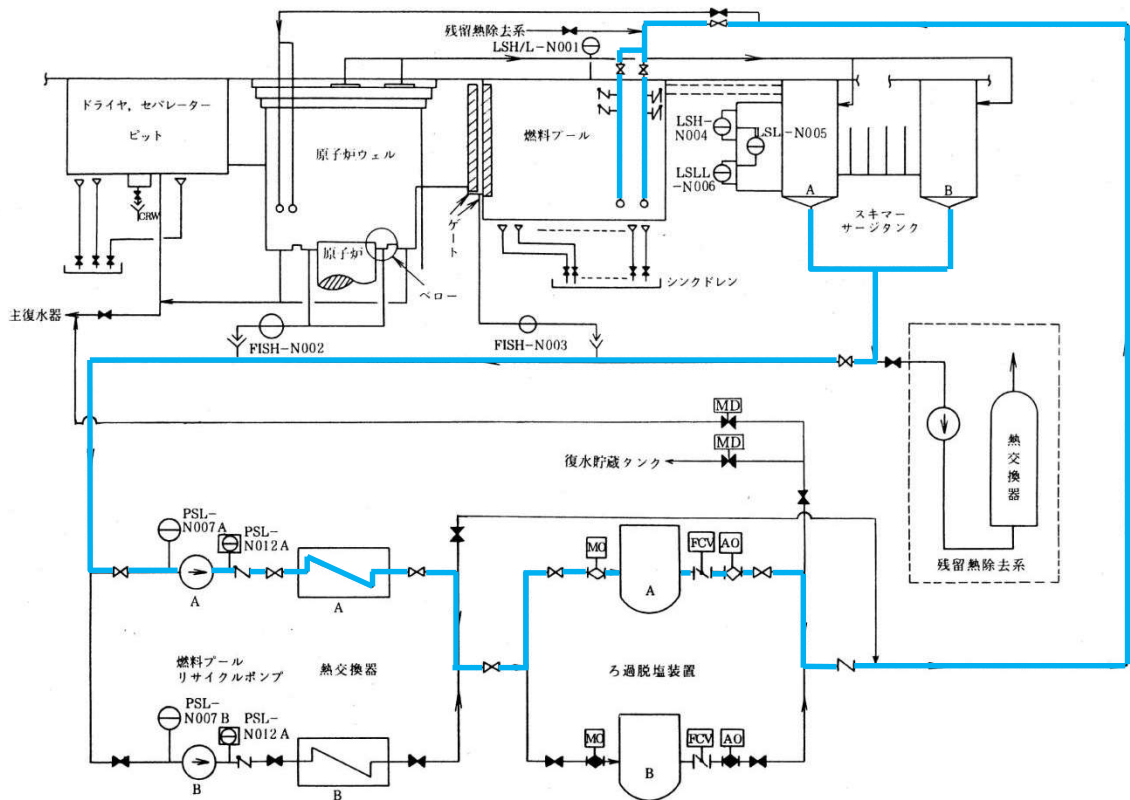 残留熱除去系
LSH/L-N001
ドライヤ，セパレーター
ピット
原子炉ウェル
燃料プール
LSH-
N004
LSL-N005
LSLL
-N006
A
B
スキマー
サージタンク
CRW
原子炉
ゲート
ベロー
シンクドレン
主復水器
FISH-N002
FISH-N003
MD
MD
復水貯蔵タンク
熱交換器
残留熱除去系
PSL-
N007A
PSL-
N012A
A
A
MO
A
FCV
AO
燃料プール
リサイクルポンプ
熱交換器
ろ過脱塩装置
PSL-
N007B
PSL-
N012A
B
B
MO
B
FCV
AO